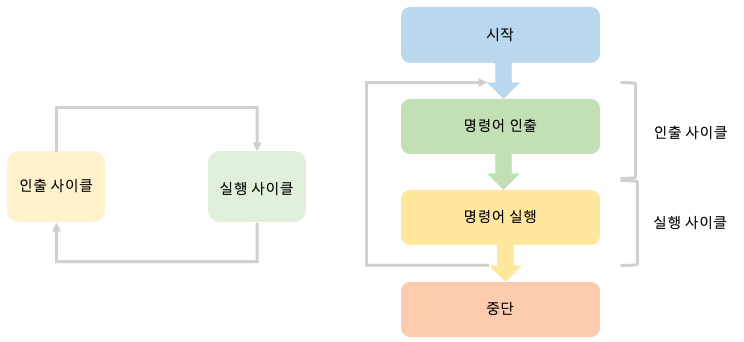 인출 사이클
실행 사이클
시작
명령어 인출
명령어 실행
중단
인출 사이클
실행 사이클